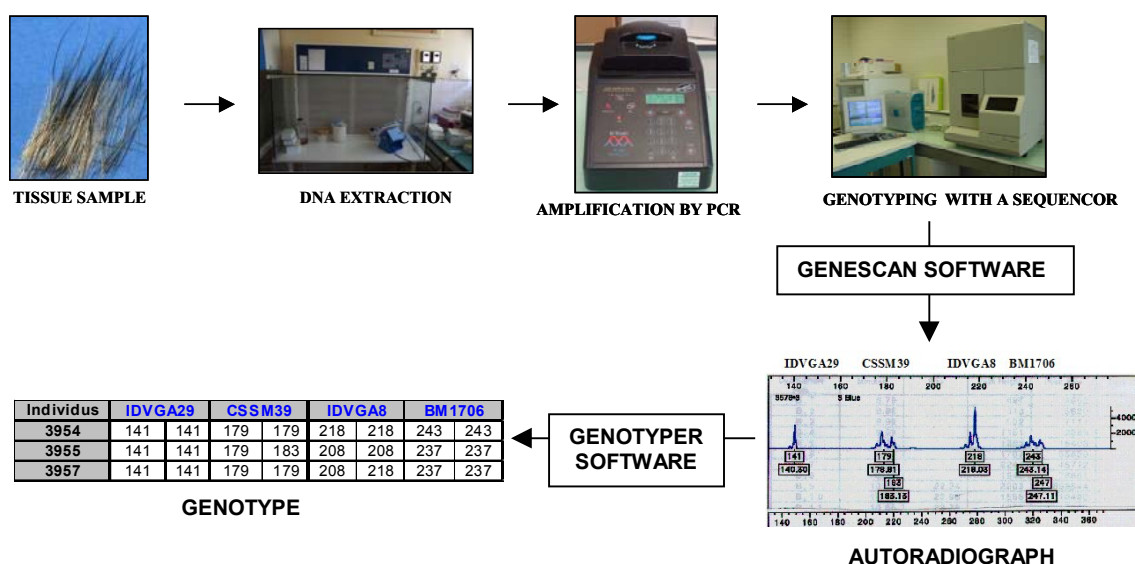 TISSUE SAMPLE
DNA EXTRACTION
AMPLIFICATION BY PCR
GENOTYPING WITH A SEQUENCOR
GENESCAN SOFTWARE
IDVGA29 CSSM39 IDVGA8 BM1706
140 160 180 200 220 240 260
S Blue
4000
2000
141 179 218 243
140.30 178.81 218.03 243.14
183 247
183.13 247.11
140 160 180 200 220 240 260 280 300 320 340 360
AUTORADIOGRAPH
GENOTYPER
SOFTWARE
Individus IDVGA29 CSSM39 IDVGA8 BM1706
3954 141 141 179 179 218 218 243 243
3955 141 141 179 183 208 208 237 237
3957 141 141 179 179 208 218 237 237
GENOTYPE